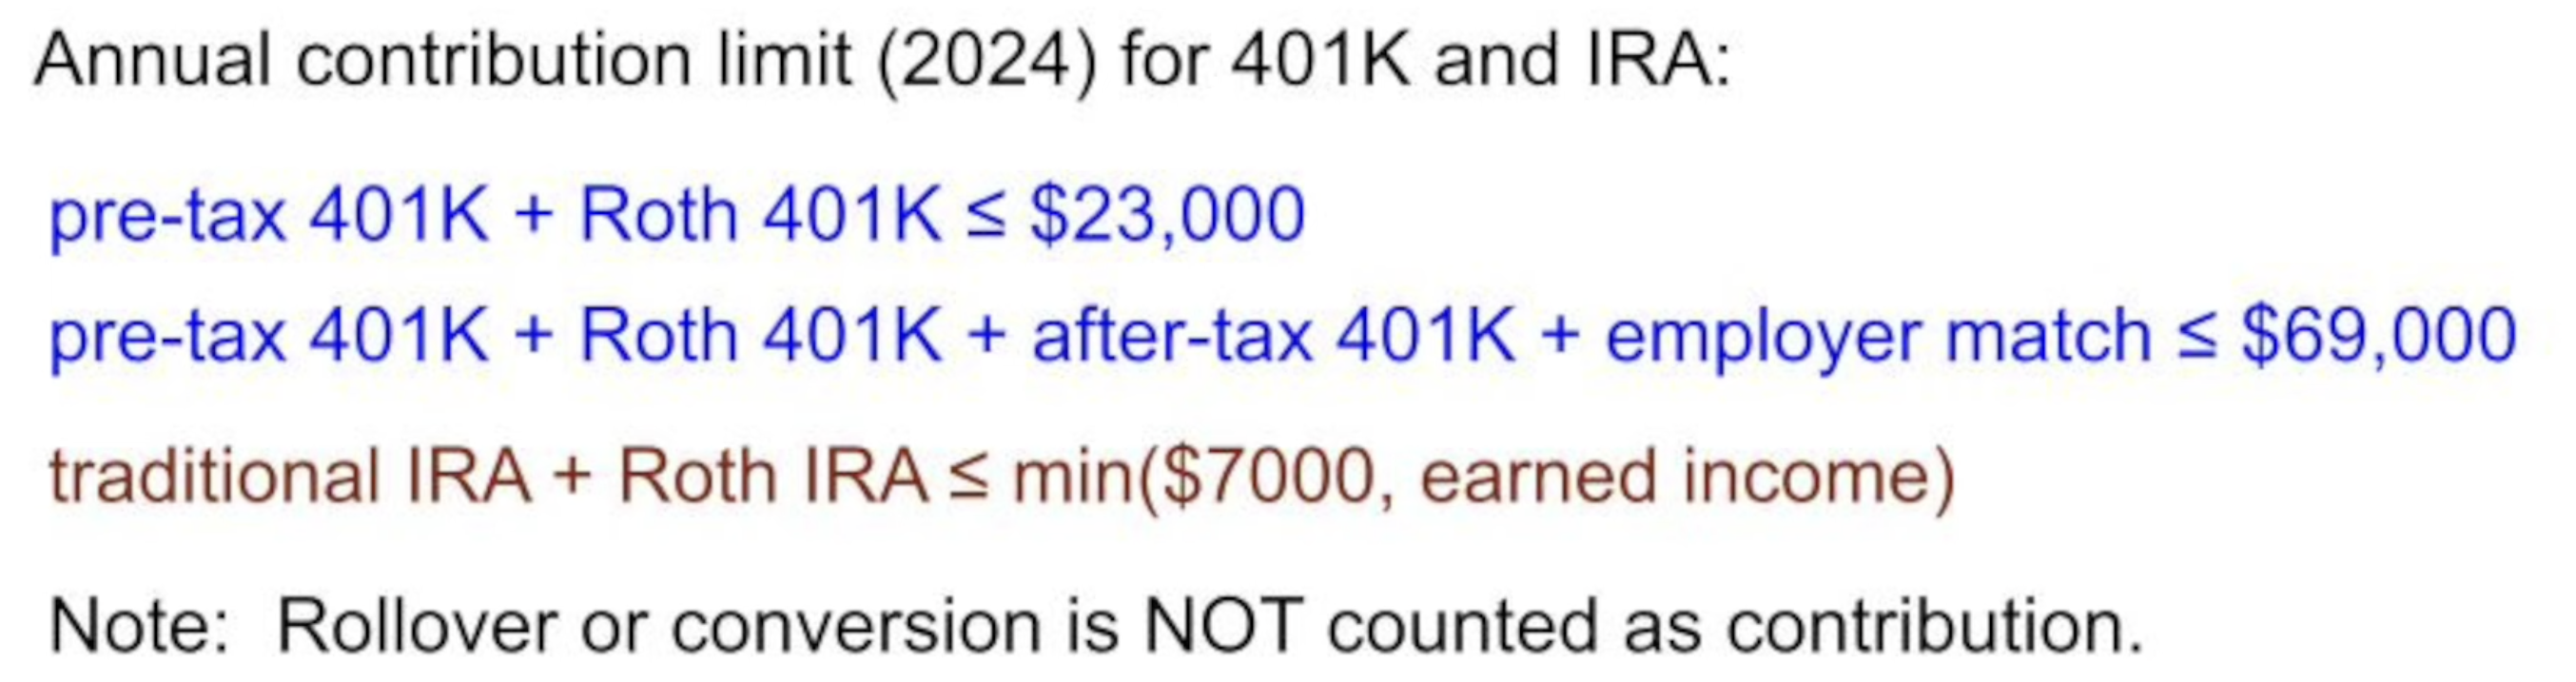 Annual contribution limit (2024) for 401K and IRA:
pre-tax 401K + Roth 401K ≤ $23,000
pre-tax 401K + Roth 401K + after-tax 401K + employer match ≤ $69,000
traditional IRA + Roth IRA ≤ min($7000, earned income)
Note:  Rollover or conversion is NOT counted as contribution.